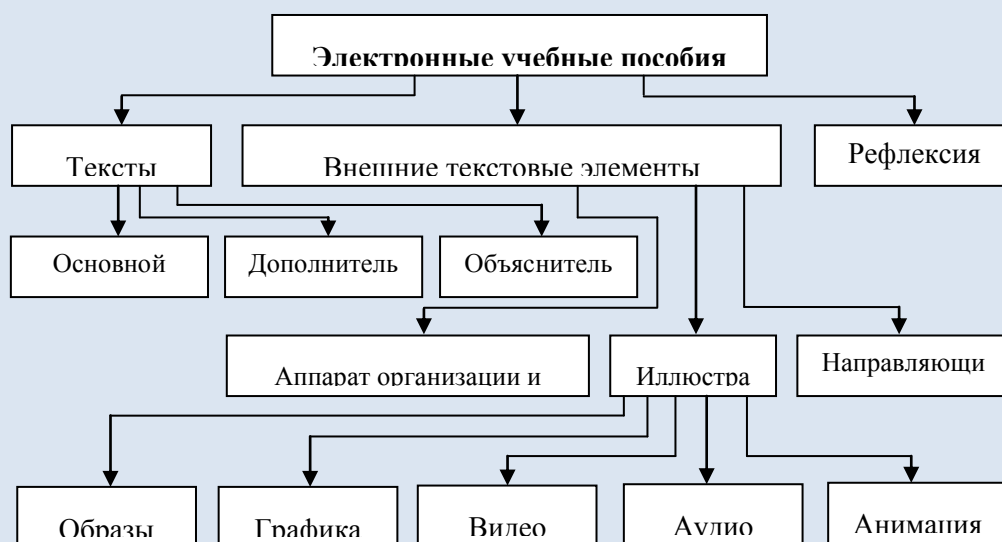 Электронные учебные пособия
Тексты
Внешние текстовые элементы
Рефлексия
Основной
Дополнитель
Объяснитель
Аппарат организации и
Иллюстра
Направляющи
Образы
Графика
Видео
Аудио
Анимация